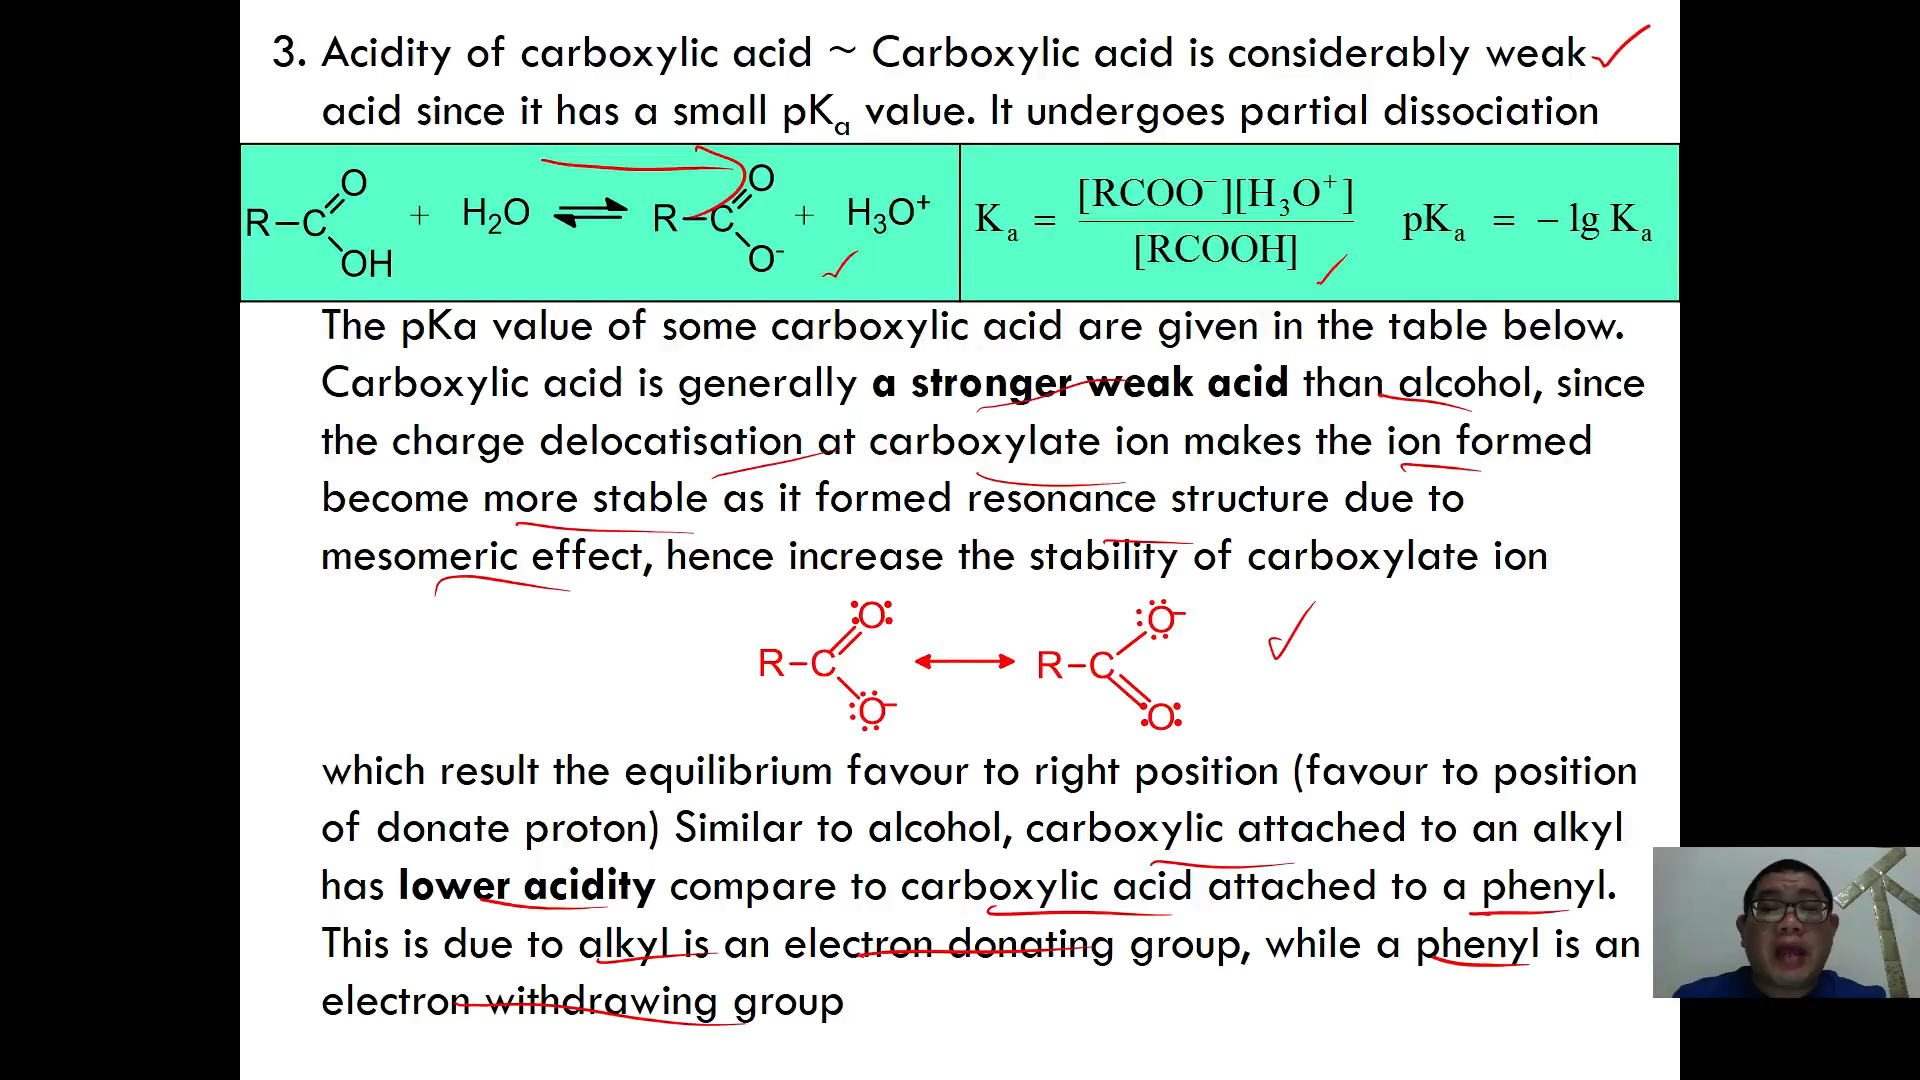 3. Acidity of carboxylic acid ~ Carboxylic acid is considerably weak
acid since it has a small pKₐ value. It undergoes partial dissociation
R–C O OH + H₂O ⇌ R–C O O⁻ + H₃O⁺
Kₐ = [RCOO⁻][H₃O⁺] / [RCOOH] pKₐ = – lg Kₐ
The pKa value of some carboxylic acid are given in the table below.
Carboxylic acid is generally a stronger weak acid than alcohol, since
the charge delocatisation at carboxylate ion makes the ion formed
become more stable as it formed resonance structure due to
mesomeric effect, hence increase the stability of carboxylate ion
R–C O O⁻ ↔ R–C O⁻ O
which result the equilibrium favour to right position (favour to position
of donate proton) Similar to alcohol, carboxylic attached to an alkyl
has lower acidity compare to carboxylic acid attached to a phenyl.
This is due to alkyl is an electron donating group, while a phenyl is an
electron withdrawing group